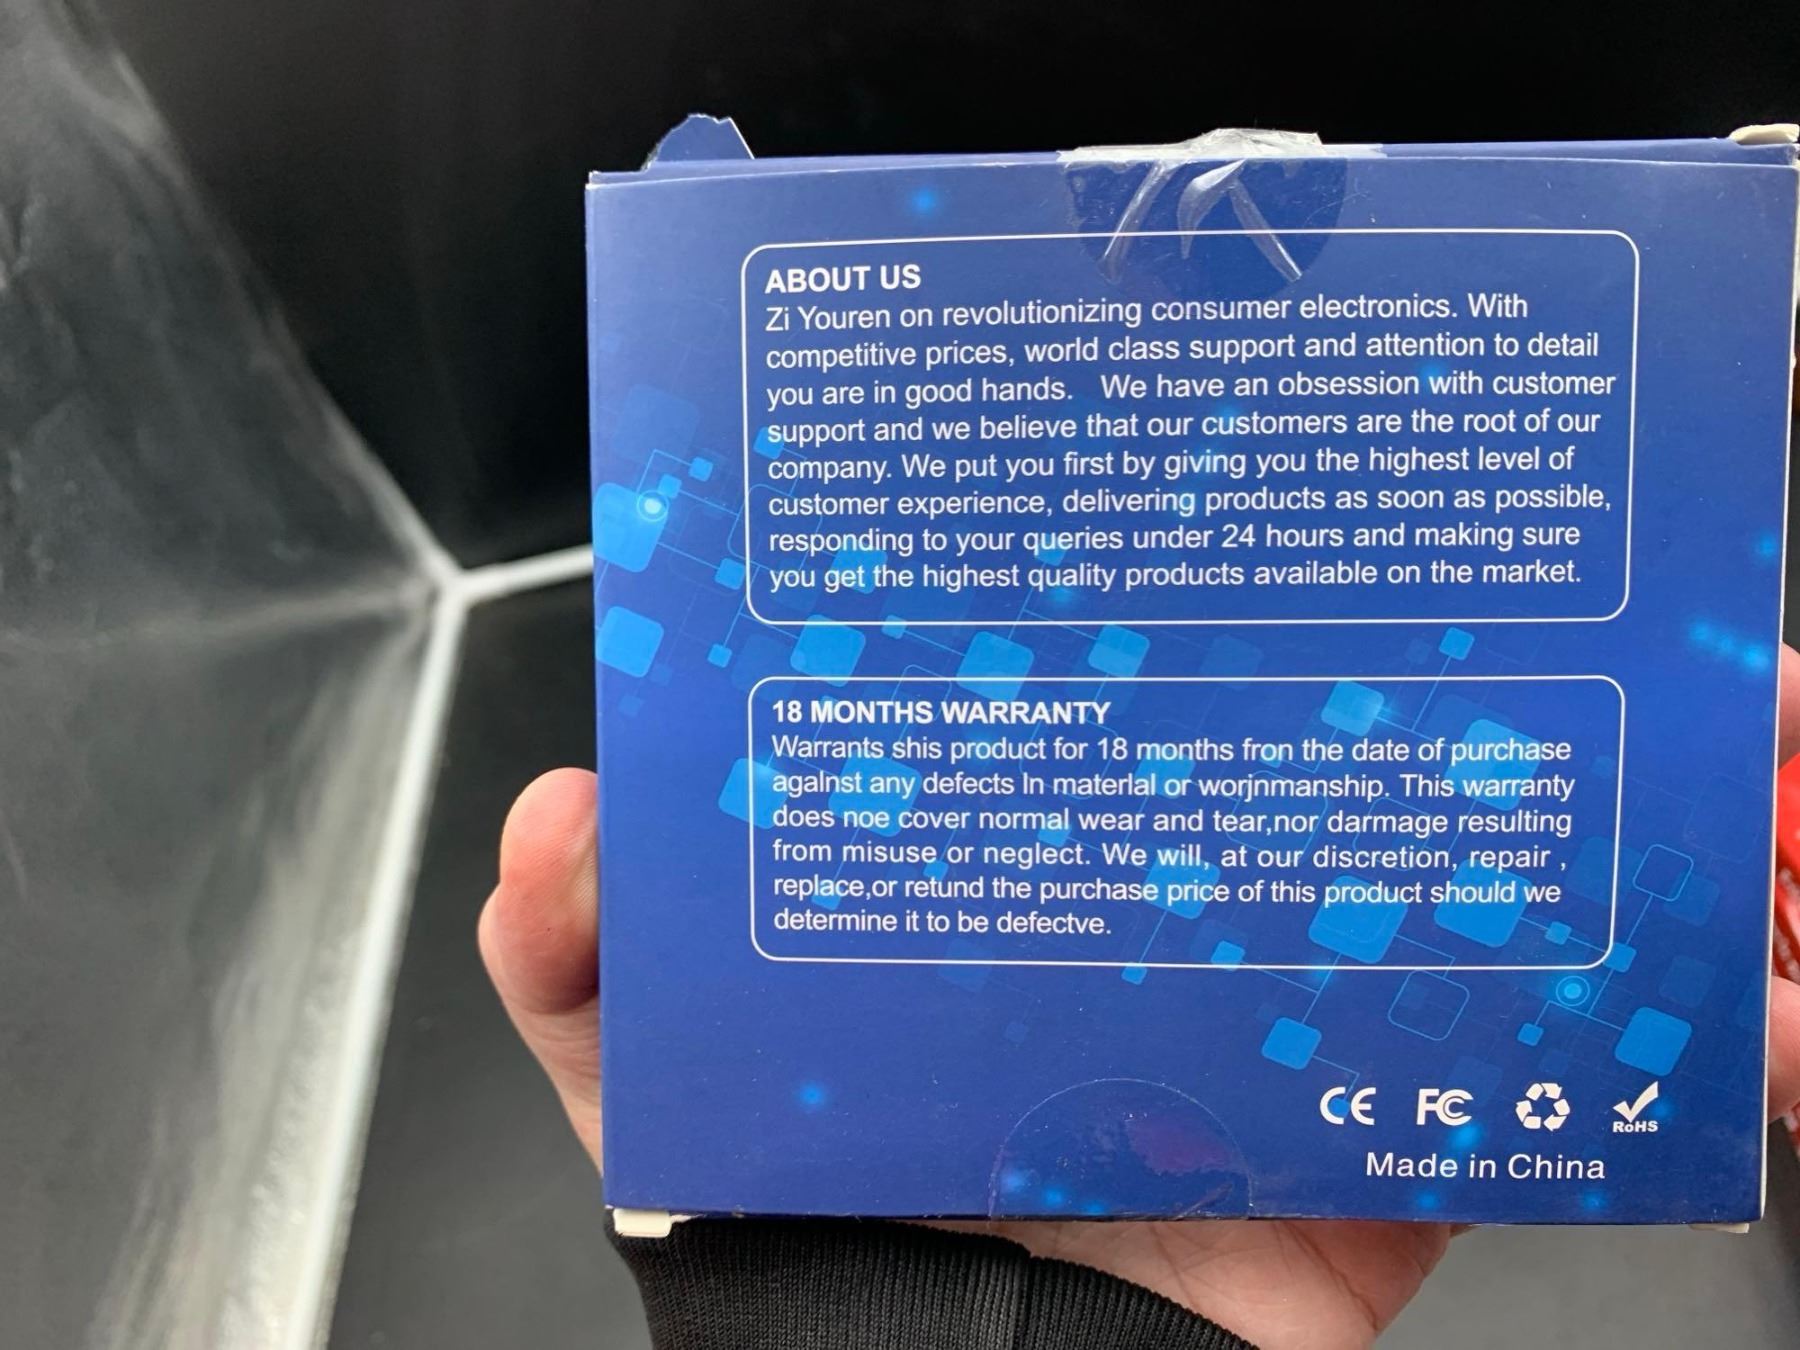 ABOUT US
Zi Youren on revolutionizing consumer electronics. With
competitive prices, world class support and attention to detail
you are in good hands. We have an obsession with customer
support and we believe that our customers are the root of our
company. We put you first by giving you the highest level of
customer experience, delivering products as soon as possible,
responding to your queries under 24 hours and making sure
you get the highest quality products available on the market.
18 MONTHS WARRANTY
Warrants shis product for 18 months fron the date of purchase
agalnst any defects In materlal or worjnmanship. This warranty
does noe cover normal wear and tear,nor darmage resulting
from misuse or neglect. We will, at our discretion, repair ,
replace,or retund the purchase price of this product should we
determine it to be defectve.
CE FC RoHS
Made in China